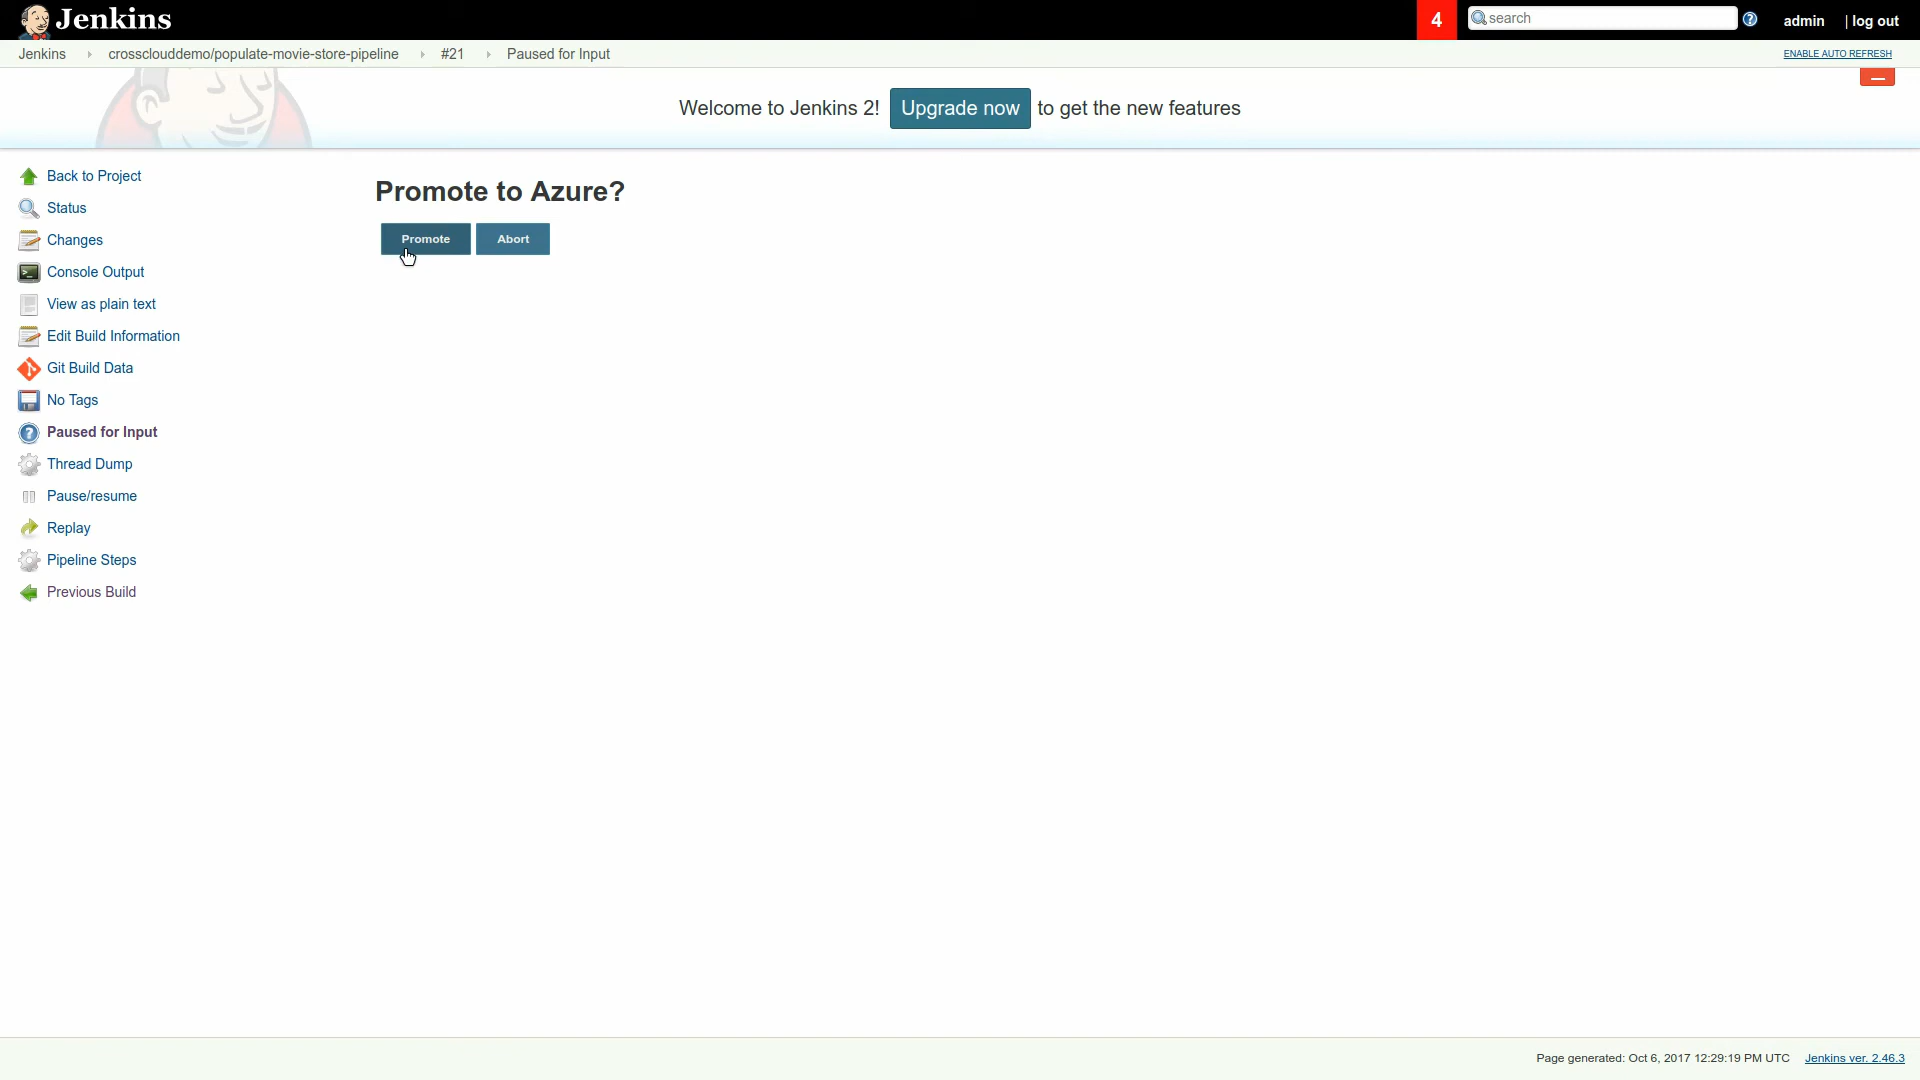 Jenkins
4
search
admin
| log out
Jenkins
crossclouddemo/populate-movie-store-pipeline
#21
Paused for Input
ENABLE AUTO REFRESH
Welcome to Jenkins 2! Upgrade now to get the new features
Back to Project
Status
Changes
Console Output
View as plain text
Edit Build Information
Git Build Data
No Tags
Paused for Input
Thread Dump
Pause/resume
Replay
Pipeline Steps
Previous Build
Promote to Azure?
Promote
Abort
Page generated: Oct 6, 2017 12:29:19 PM UTC
Jenkins ver. 2.46.3